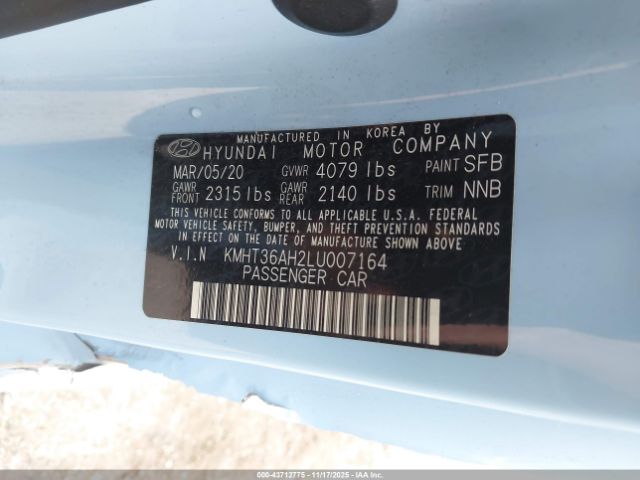 MANUFACTURED IN KOREA BY
HYUNDAI MOTOR COMPANY
MAR/05/20 GVWR 4079 lbs PAINT SFB
GAWR FRONT 2315 lbs GAWR REAR 2140 lbs TRIM NNB
THIS VEHICLE CONFORMS TO ALL APPLICABLE U.S.A. FEDERAL
MOTOR VEHICLE SAFETY, BUMPER, AND THEFT PREVENTION STANDARDS
IN EFFECT ON THE DATE OF MANUFACTURE SHOWN ABOVE.
V.I.N KMHT36AH2LU007164
PASSENGER CAR
000-43712775 - 11/17/2025 - IAAI.COM